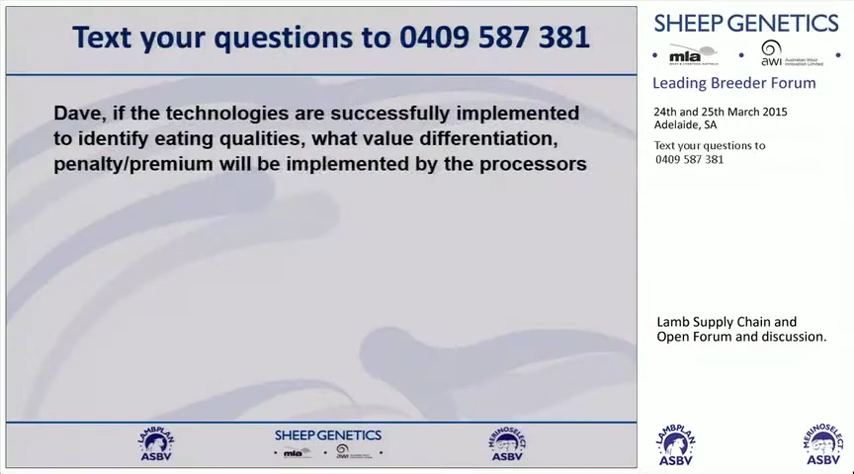 Text your questions to 0409 587 381
Dave, if the technologies are successfully implemented
to identify eating qualities, what value differentiation,
penalty/premium will be implemented by the processors
LAMBPLAN
ASBV
SHEEP GENETICS
mla
awi
MERINOSELECT
ASBV
SHEEP GENETICS
mla
MEAT & LIVESTOCK AUSTRALIA
awi
Australian Wool
Innovation Limited
Leading Breeder Forum
24th and 25th March 2015
Adelaide, SA
Text your questions to
0409 587 381
Lamb Supply Chain and
Open Forum and discussion.
LAMBPLAN
ASBV
MERINOSELECT
ASBV